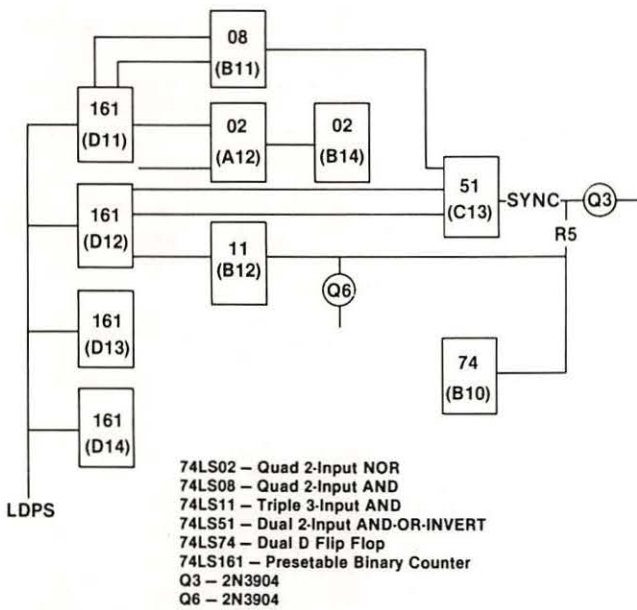 08
(B11)
161
(D11)
02
(A12)
02
(B14)
51
(C13)
SYNC
Q3
R5
161
(D12)
11
(B12)
Q6
161
(D13)
74
(B10)
161
(D14)
LDPS
74LS02 — Quad 2-Input NOR
74LS08 — Quad 2-Input AND
74LS11 — Triple 3-Input AND
74LS51 — Dual 2-Input AND-OR-INVERT
74LS74 — Dual D Flip Flop
74LS161 — Presetable Binary Counter
Q3 — 2N3904
Q6 — 2N3904